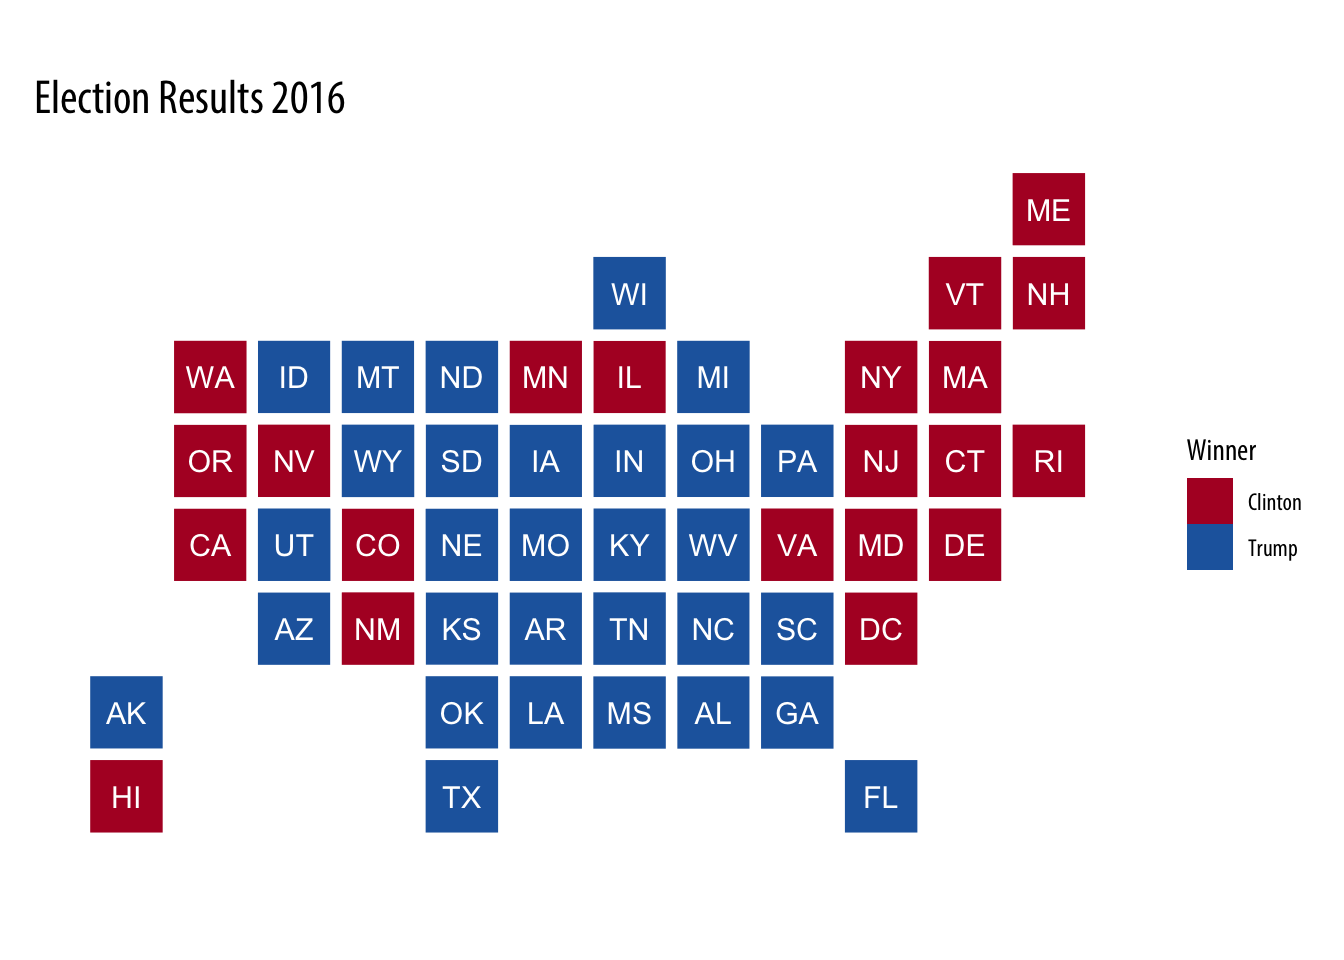 Election Results 2016
ME
WI VT NH
WA ID MT ND MN IL MI NY MA
OR NV WY SD IA IN OH PA NJ CT RI
CA UT CO NE MO KY WV VA MD DE
AZ NM KS AR TN NC SC DC
AK OK LA MS AL GA
HI TX FL
Winner
Clinton
Trump